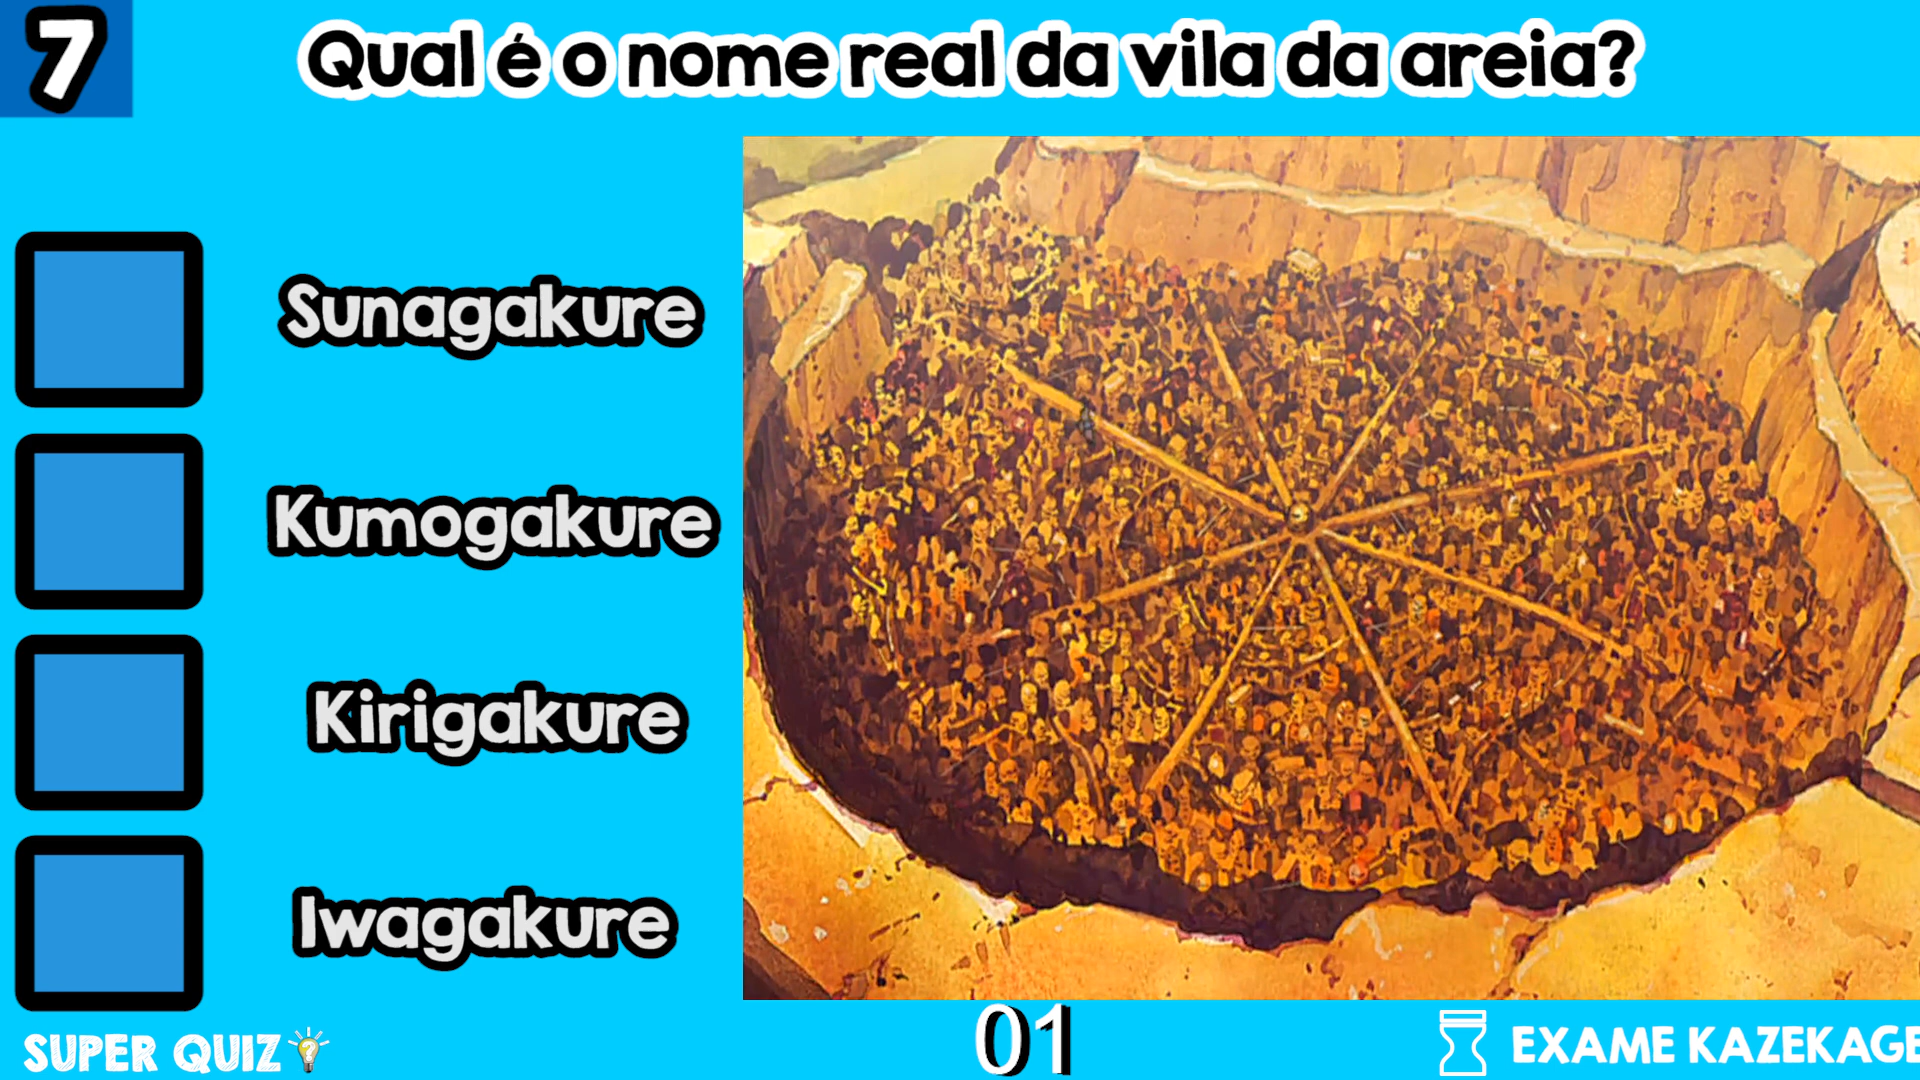 7
Qual é o nome real da vila da areia?
Sunagakure
Kumogakure
Kirigakure
Iwagakure
SUPER QUIZ
01
EXAME KAZEKAGE